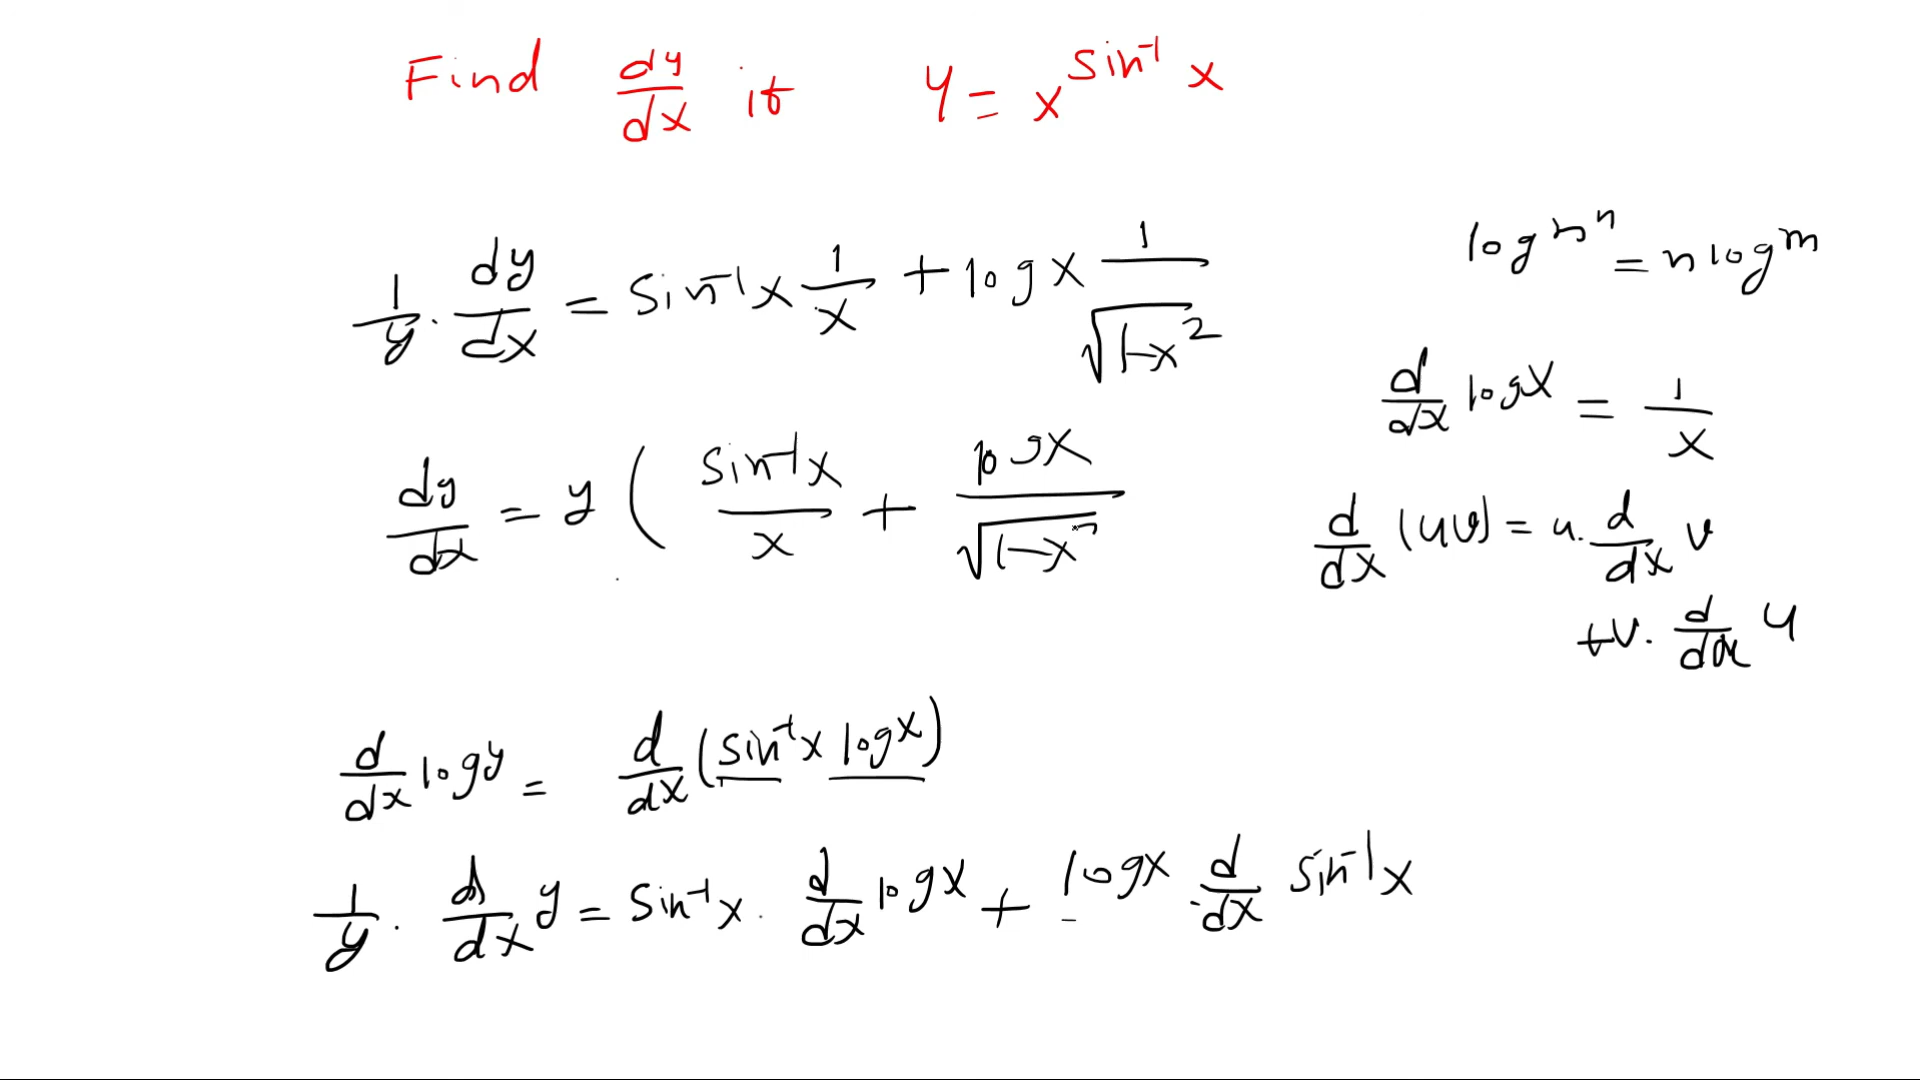 Find dy/dx if y = x^(sin⁻¹ x)
1/y . dy/dx = sin⁻¹x 1/x + log x 1/√(1-x²)
dy/dx = y ( sin⁻¹x/x + log x/√(1-x²)
d/dx log y = d/dx (sin⁻¹x log x)
1/y . d/dx y = sin⁻¹x . d/dx log x + log x . d/dx sin⁻¹x
log mⁿ = n log m
d/dx log x = 1/x
d/dx (uv) = u. d/dx v
+v. d/dx u